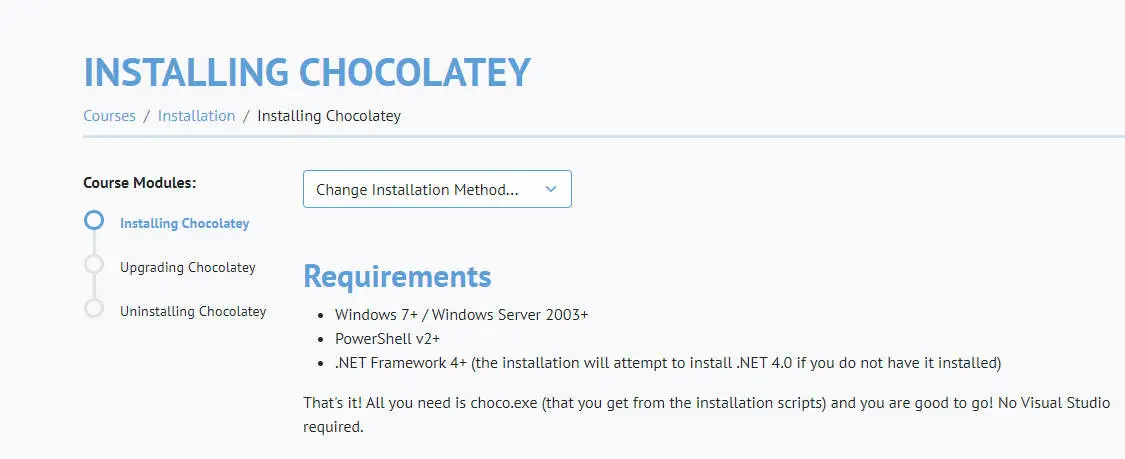 INSTALLING CHOCOLATEY
Courses / Installation / Installing Chocolatey
Course Modules:
Installing Chocolatey
Upgrading Chocolatey
Uninstalling Chocolatey
Change Installation Method...
Requirements
• Windows 7+ / Windows Server 2003+
• PowerShell v2+
• .NET Framework 4+ (the installation will attempt to install .NET 4.0 if you do not have it installed)
That's it! All you need is choco.exe (that you get from the installation scripts) and you are good to go! No Visual Studio
required.